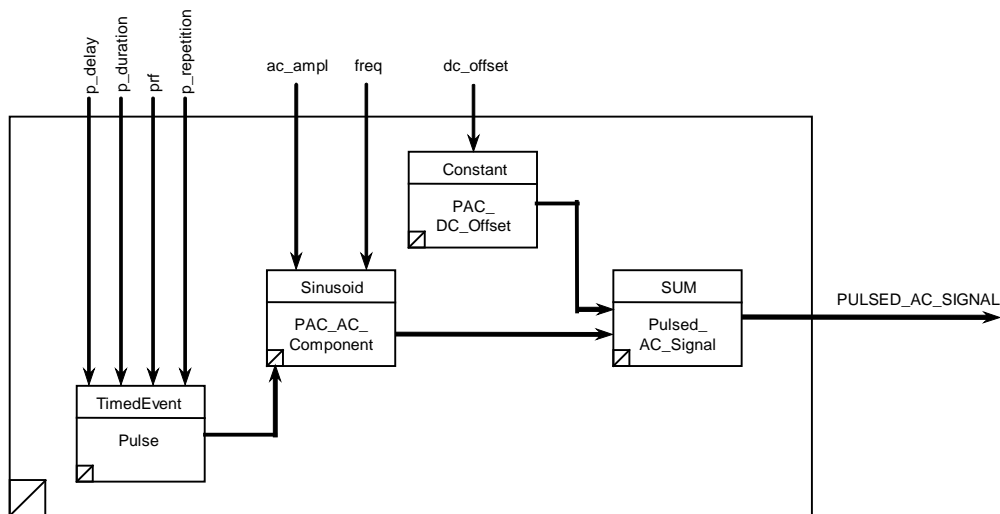 p_delay
p_duration
prf
p_repetition
ac_ampl
freq
dc_offset
Constant
PAC_
DC_Offset
Sinusoid
PAC_AC_
Component
SUM
Pulsed_
AC_Signal
PULSED_AC_SIGNAL
TimedEvent
Pulse